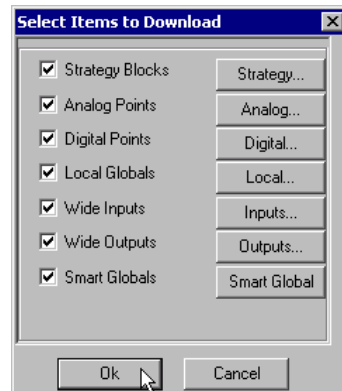 Select Items to Download
Strategy Blocks Strategy...
Analog Points Analog...
Digital Points Digital...
Local Globals Local...
Wide Inputs Inputs...
Wide Outputs Outputs...
Smart Globals Smart Global
Ok Cancel